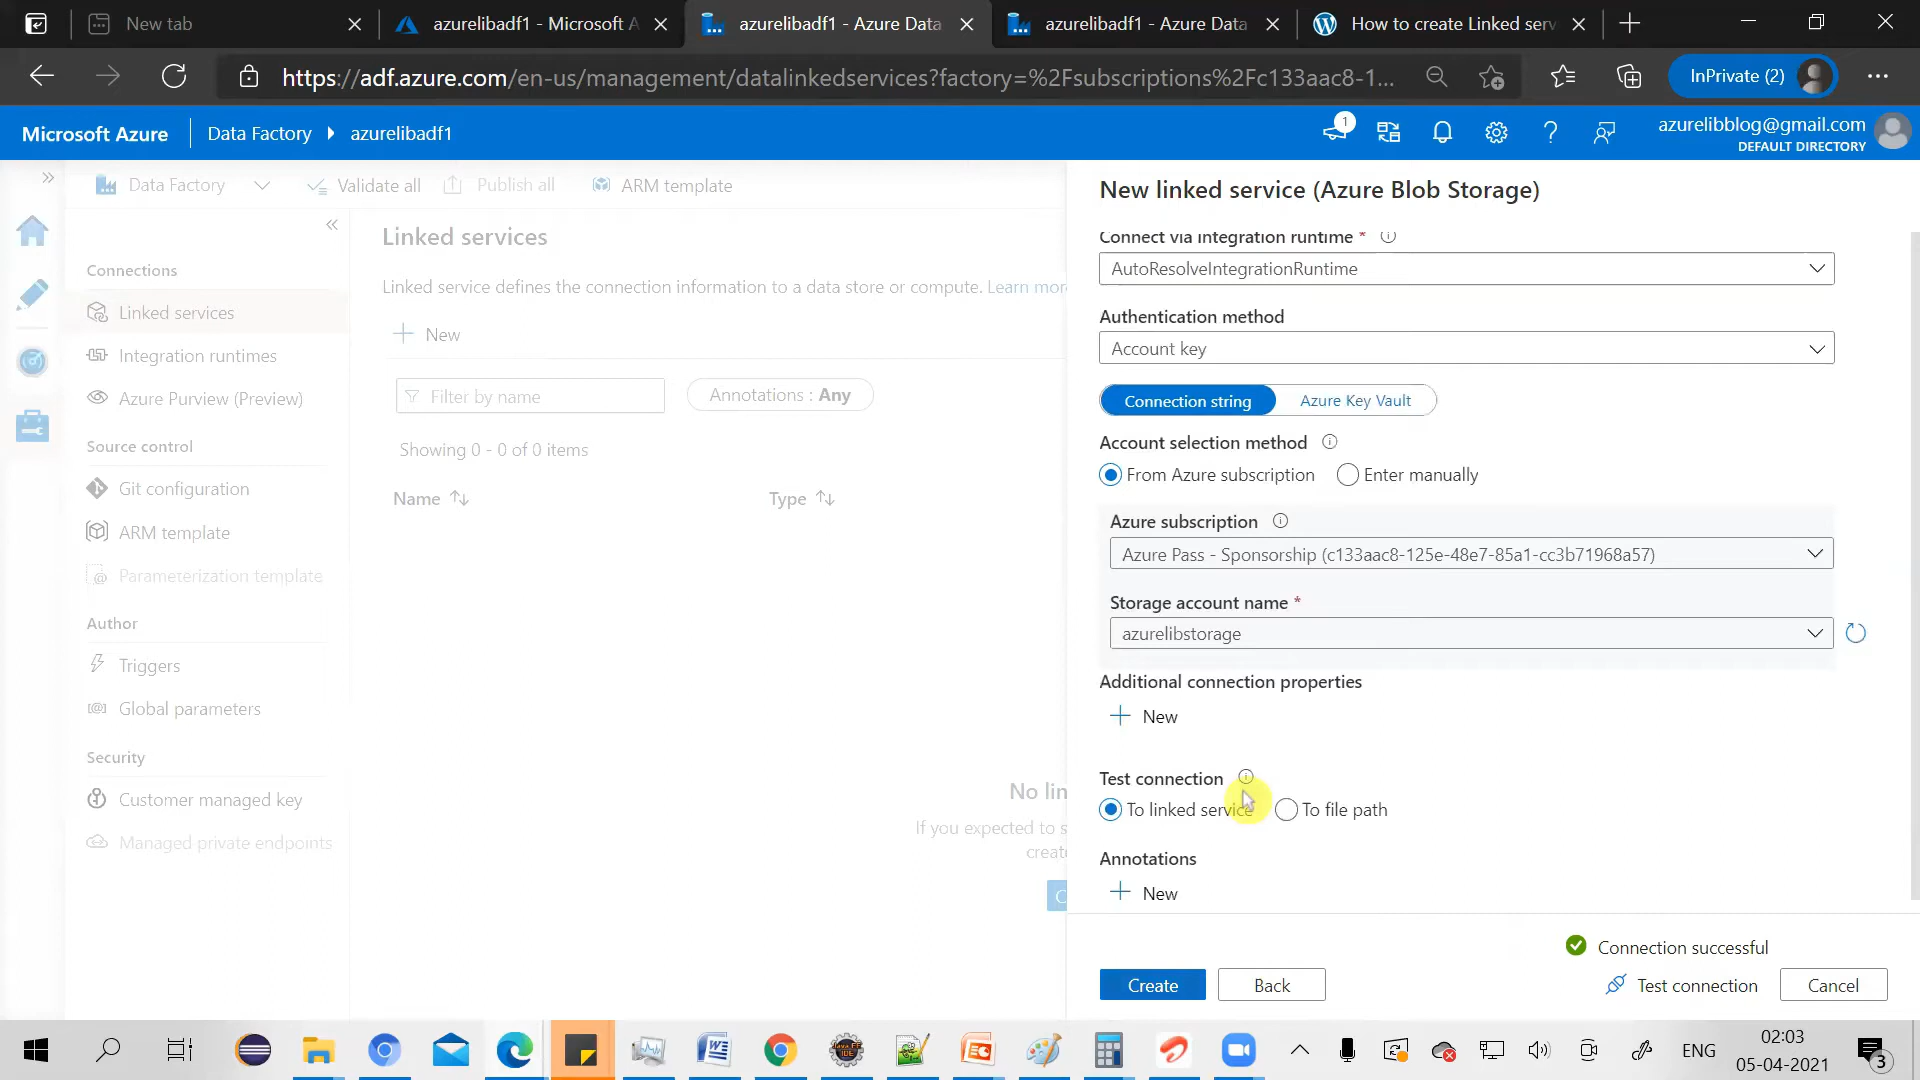 New tab
azurelibadf1 - Microsoft A
azurelibadf1 - Azure Data
azurelibadf1 - Azure Data
How to create Linked serv
https://adf.azure.com/en-us/management/datalinkedservices?factory=%2Fsubscriptions%2Fc133aac8-1...
InPrivate (2)
Microsoft Azure
Data Factory
azurelibadf1
1
azurelibblog@gmail.com
DEFAULT DIRECTORY
Data Factory
Validate all
Publish all
ARM template
Connections
Linked services
Integration runtimes
Azure Purview (Preview)
Source control
Git configuration
ARM template
Parameterization template
Author
Triggers
Global parameters
Security
Customer managed key
Managed private endpoints
Linked services
Linked service defines the connection information to a data store or compute. Learn more
New
Filter by name
Annotations : Any
Showing 0 - 0 of 0 items
Name
Type
No lin
If you expected to s
create
C
New linked service (Azure Blob Storage)
Connect via integration runtime *
AutoResolveIntegrationRuntime
Authentication method
Account key
Connection string
Azure Key Vault
Account selection method
From Azure subscription
Enter manually
Azure subscription
Azure Pass - Sponsorship (c133aac8-125e-48e7-85a1-cc3b71968a57)
Storage account name *
azurelibstorage
Additional connection properties
New
Test connection
To linked service
To file path
Annotations
New
Connection successful
Create
Back
Test connection
Cancel
ENG
02:03
05-04-2021
3